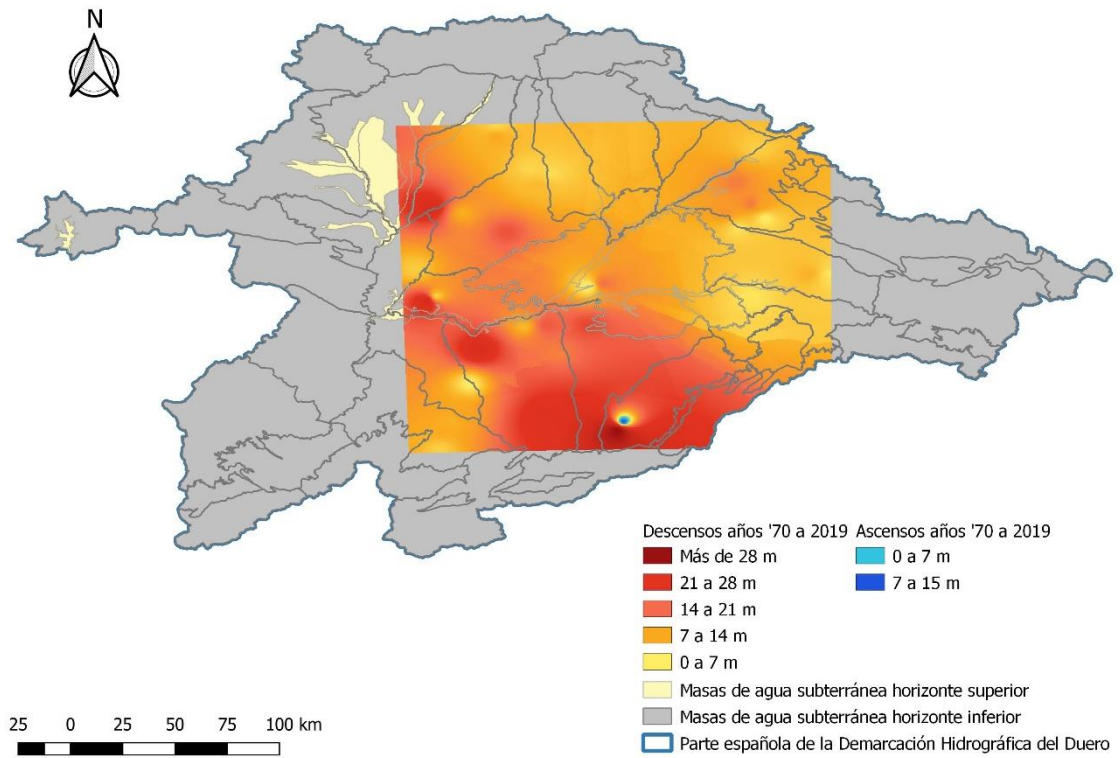 N
Descensos años '70 a 2019 Ascensos años '70 a 2019
Más de 28 m 0 a 7 m
21 a 28 m 7 a 15 m
14 a 21 m
7 a 14 m
0 a 7 m
Masas de agua subterránea horizonte superior
Masas de agua subterránea horizonte inferior
Parte española de la Demarcación Hidrográfica del Duero
25 0 25 50 75 100 km